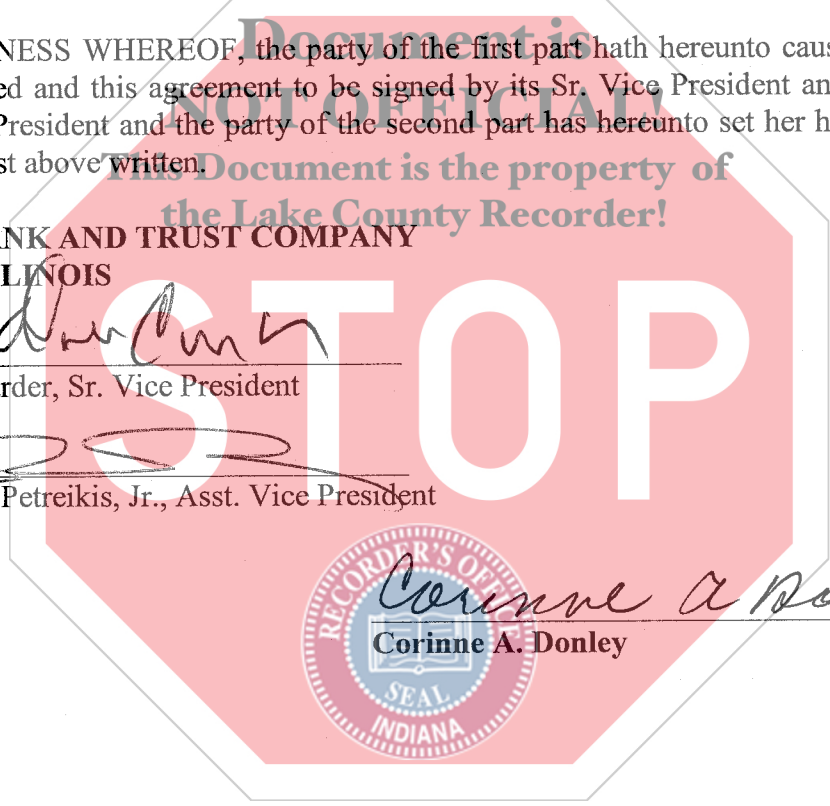 Document is
NESS WHEREOF, the party of the first part hath hereunto caus
ed and this agreement to be signed by its Sr. Vice President an
NOT OFFICIAL!
President and the party of the second part has hereunto set her h
st above written.
This Document is the property of
the Lake County Recorder!
ANK AND TRUST COMPANY
LINOIS
STOP
rder, Sr. Vice President
Petreikis, Jr., Asst. Vice President
RECORDER'S OFFICE
Corinne A Do
Corinne A. Donley
SEAL
INDIANA